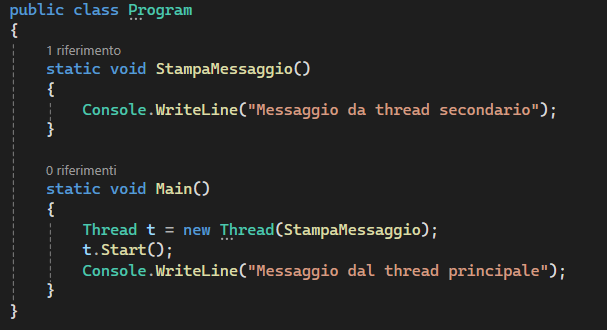 public class Program
{
1 riferimento
static void StampaMessaggio()
{
Console.WriteLine("Messaggio da thread secondario");
}
0 riferimenti
static void Main()
{
Thread t = new Thread(StampaMessaggio);
t.Start();
Console.WriteLine("Messaggio dal thread principale");
}
}